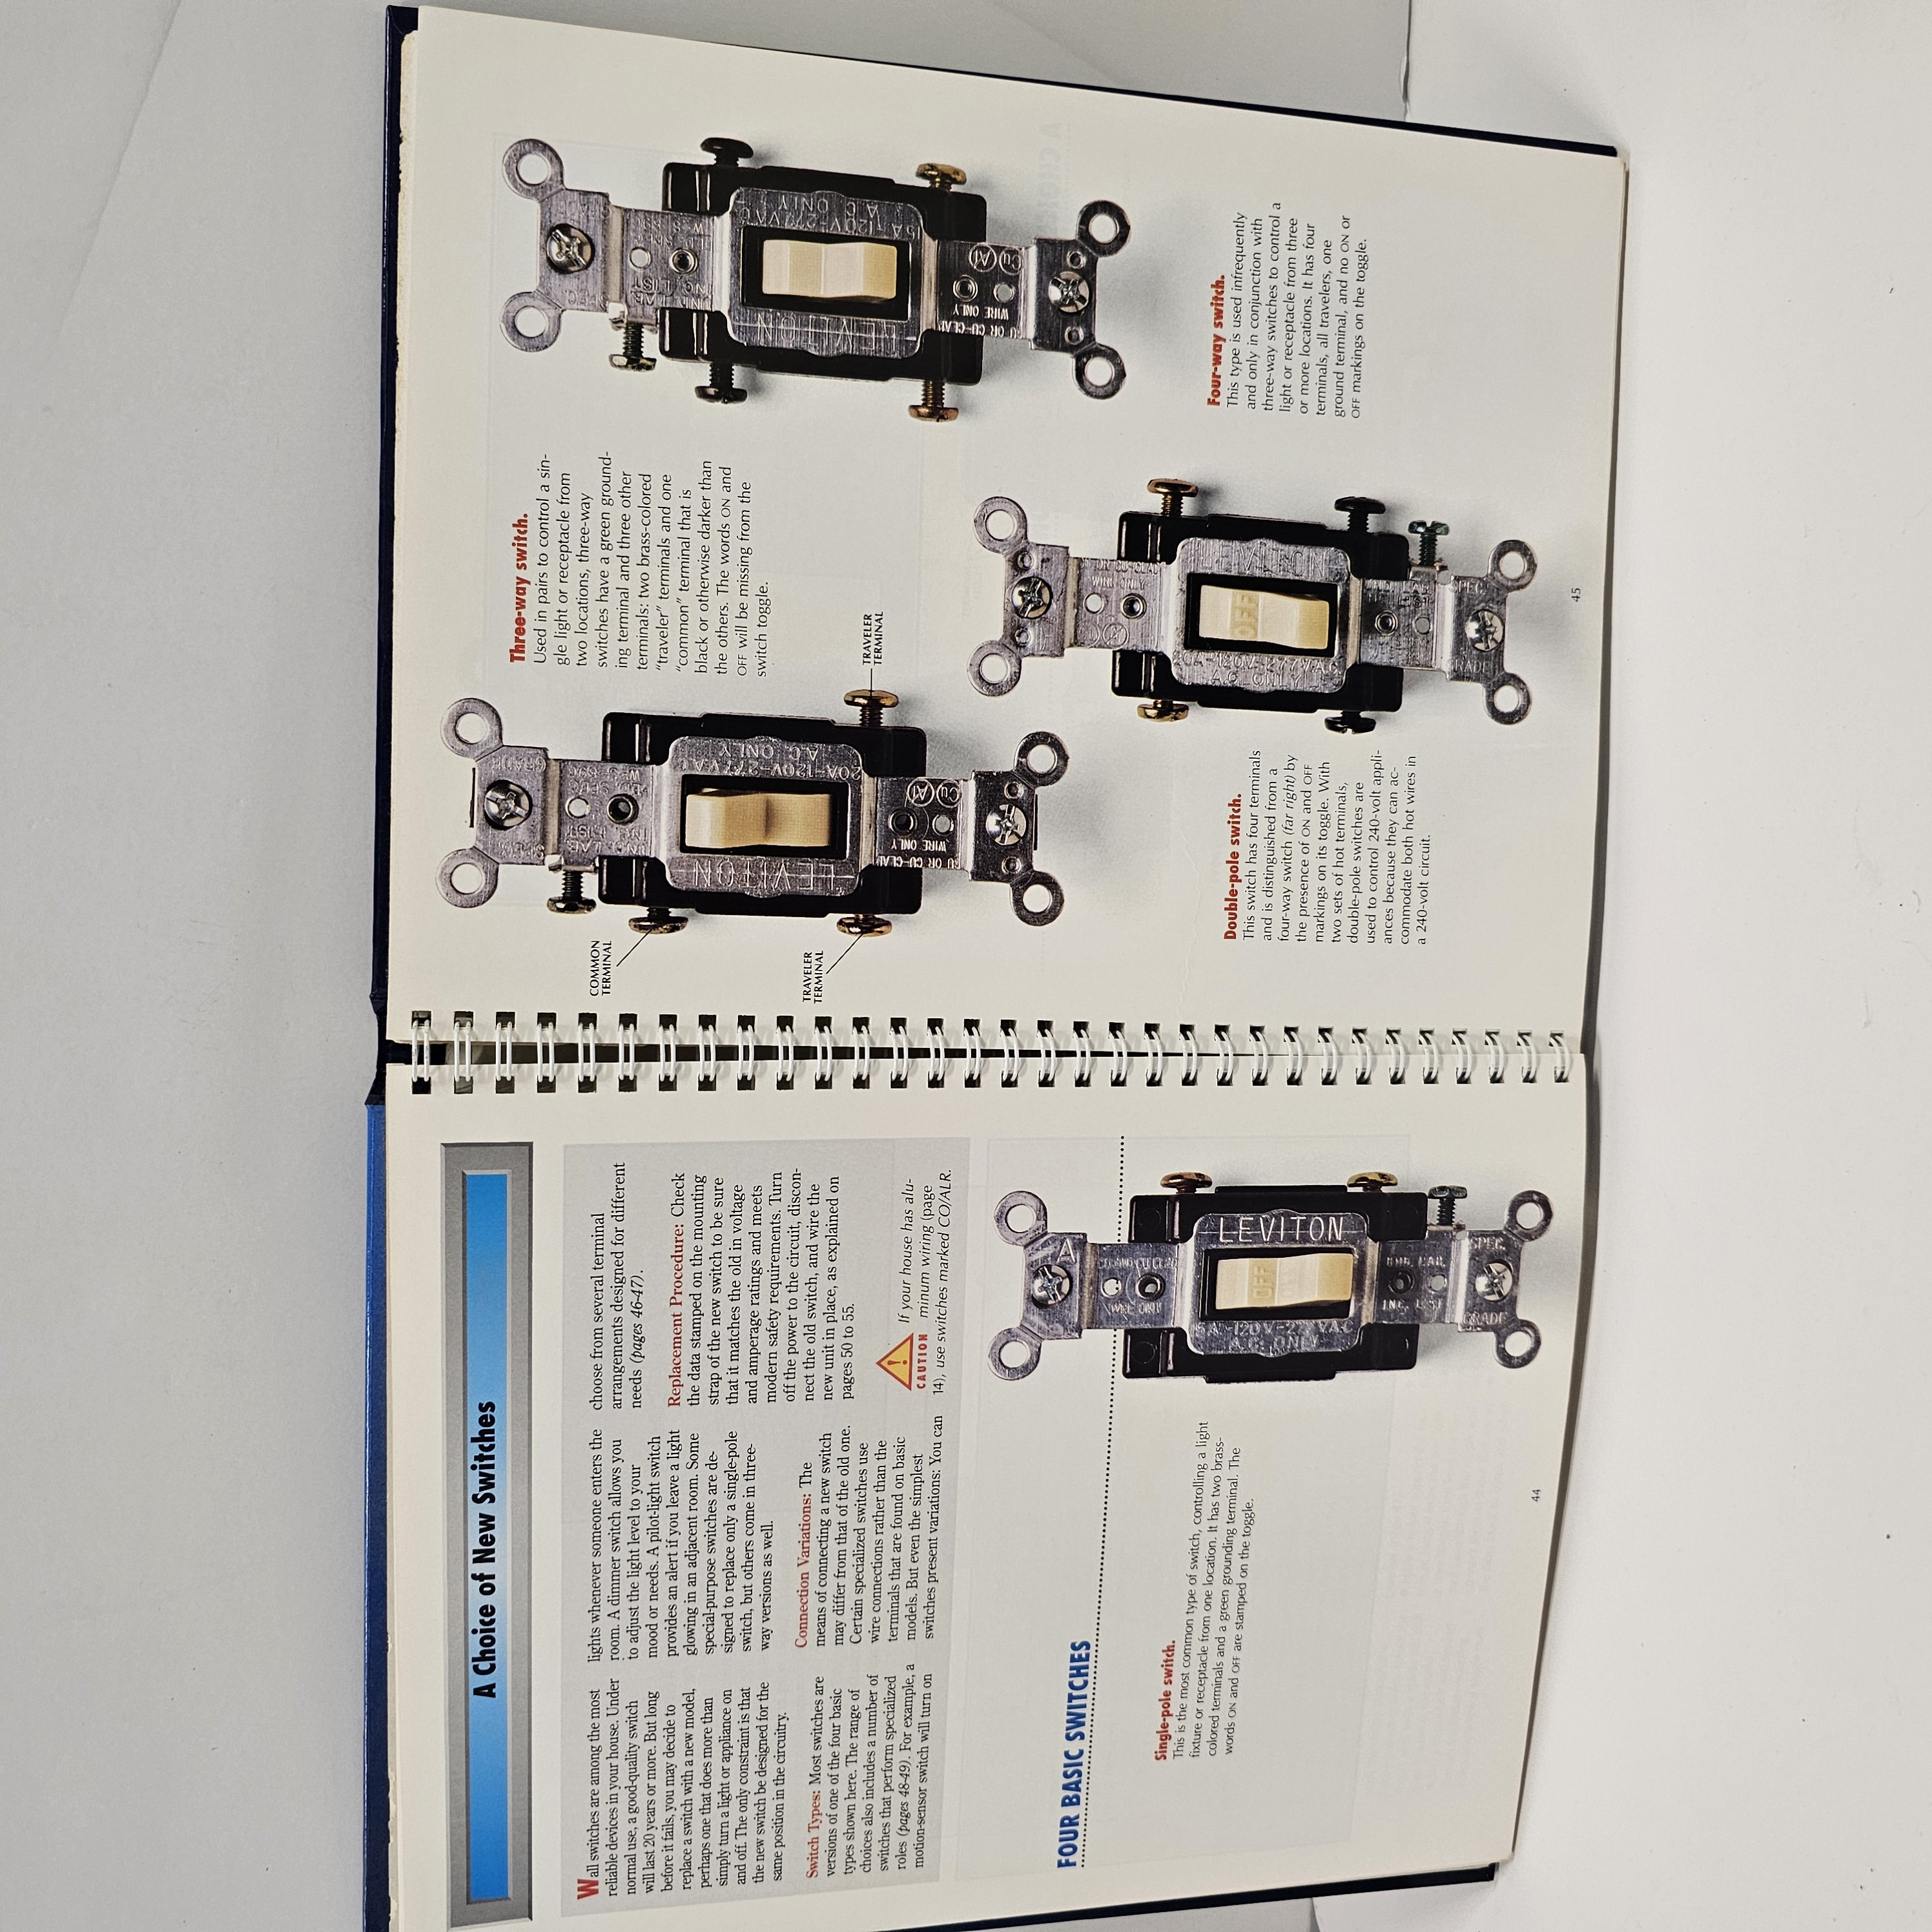 A Choice of New Switches
Wall switches are among the most
reliable devices in your house. Under
normal use, a good-quality switch
will last 20 years or more. But long
before it fails, you may decide to
replace a switch with a new model,
perhaps one that does more than
simply turn a light or appliance on
and off. The only constraint is that
the new switch be designed for the
same position in the circuitry.
Switch Types: Most switches are
versions of one of the four basic
types shown here. The range of
choices also includes a number of
switches that perform specialized
roles (pages 48-49). For example, a
motion-sensor switch will turn on
lights whenever someone enters the
room. A dimmer switch allows you
to adjust the light level to your
mood or needs. A pilot-light switch
provides an alert if you leave a light
glowing in an adjacent room. Some
special-purpose switches are de-
signed to replace only a single-pole
switch, but others come in three-
way versions as well.
Connection Variations: The
means of connecting a new switch
may differ from that of the old one.
Certain specialized switches use
wire connections rather than the
terminals that are found on basic
models. But even the simplest
switches present variations: You can
choose from several terminal
arrangements designed for different
needs (pages 46-47).
Replacement Procedure: Check
the data stamped on the mounting
strap of the new switch to be sure
that it matches the old in voltage
and amperage ratings and meets
modern safety requirements. Turn
off the power to the circuit, discon-
nect the old switch, and wire the
new unit in place, as explained on
pages 50 to 55.
CAUTION
If your house has alu-
minum wiring (page
14), use switches marked CO/ALR.
FOUR BASIC SWITCHES
Single-pole switch.
This is the most common type of switch, controlling a light
fixture or receptacle from one location. It has two brass-
colored terminals and a green grounding terminal. The
words ON and OFF are stamped on the toggle.
OFF
LEVITON
44
COMMON
TERMINAL
TRAVELER
TERMINAL
TRAVELER
TERMINAL
LEVITON
20A-120V
A.C. ONLY
CU OR CU-CLAD
WIRE ONLY
Three-way switch.
Used in pairs to control a sin-
gle light or receptacle from
two locations, three-way
switches have a green ground-
ing terminal and three other
terminals: two brass-colored
“traveler” terminals and one
“common” terminal that is
black or otherwise darker than
the others. The words ON and
OFF will be missing from the
switch toggle.
WIRE ONLY
Double-pole switch.
This switch has four terminals
and is distinguished from a
four-way switch (far right) by
the presence of ON and OFF
markings on its toggle. With
two sets of hot terminals,
double-pole switches are
used to control 240-volt appli-
ances because they can ac-
commodate both hot wires in
a 240-volt circuit.
OFF
Four-way switch.
This type is used infrequently
and only in conjunction with
three-way switches to control a
light or receptacle from three
or more locations. It has four
terminals, all travelers, one
ground terminal, and no ON or
OFF markings on the toggle.
45